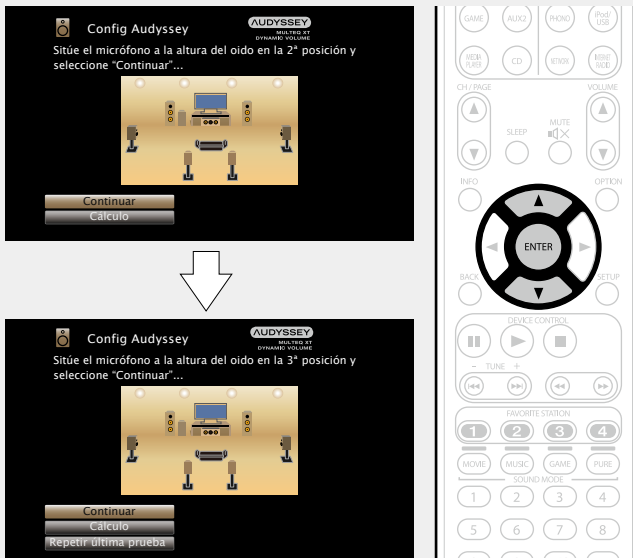 Config Audyssey
AUDYSSEY
MULTEQ XT
DYNAMIC VOLUME
Sitúe el micrófono a la altura del oido en la 2ª posición y
seleccione “Continuar”...
Continuar
Cálculo
Config Audyssey
AUDYSSEY
MULTEQ XT
DYNAMIC VOLUME
Sitúe el micrófono a la altura del oido en la 3ª posición y
seleccione “Continuar”...
Continuar
Cálculo
Repetir última prueba
GAME AUX2 PHONO iPod/
USB
MEDIA
PLAYER CD NETWORK INTERNET
RADIO
CH / PAGE VOLUME
MUTE
SLEEP
INFO OPTION
ENTER
BACK SETUP
DEVICE CONTROL
- TUNE +
FAVORITE STATION
1 2 3 4
MOVIE MUSIC GAME PURE
SOUND MODE
1 2 3 4
5 6 7 8